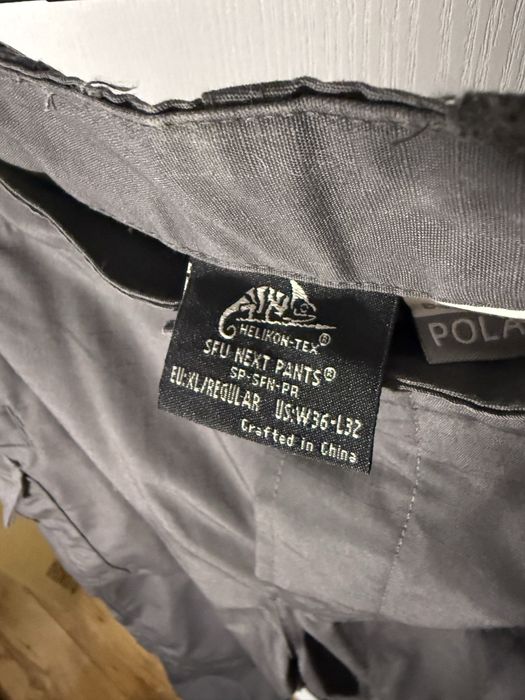 HELIKON-TEX®
SFU NEXT PANTS®
SP-SFN-PR
EU:XL/REGULAR US:W36-L32
Crafted in China
POLA